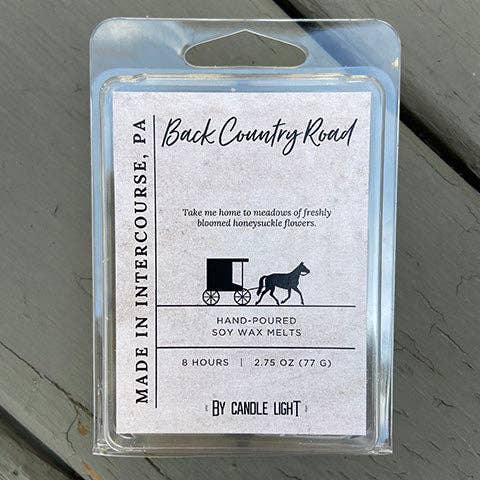 Back Country Road
MADE IN INTERCOURSE, PA
Take me home to meadows of freshly
bloomed honeysuckle flowers.
HAND-POURED
SOY WAX MELTS
8 HOURS | 2.75 OZ (77 G)
BY CANDLE LIGHT